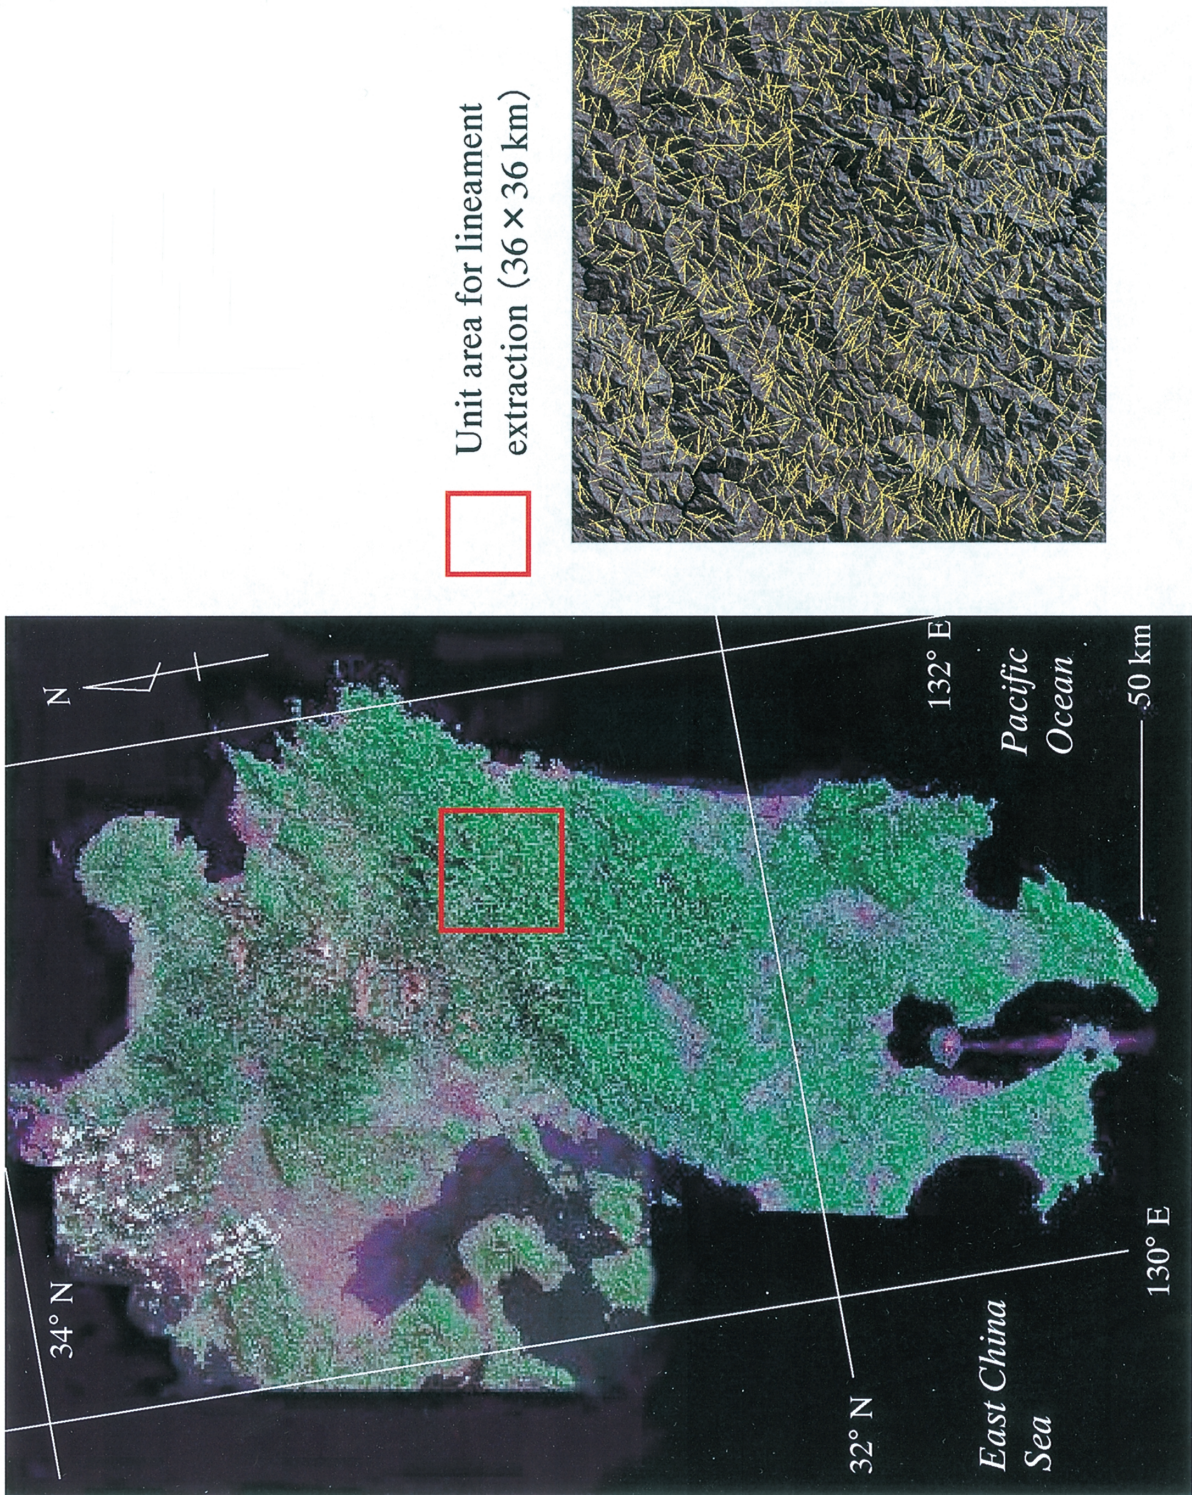 Unit area for lineament
extraction (36 × 36 km)
N
34° N
32° N
132° E
130° E
Pacific
Ocean
East China
Sea
50 km